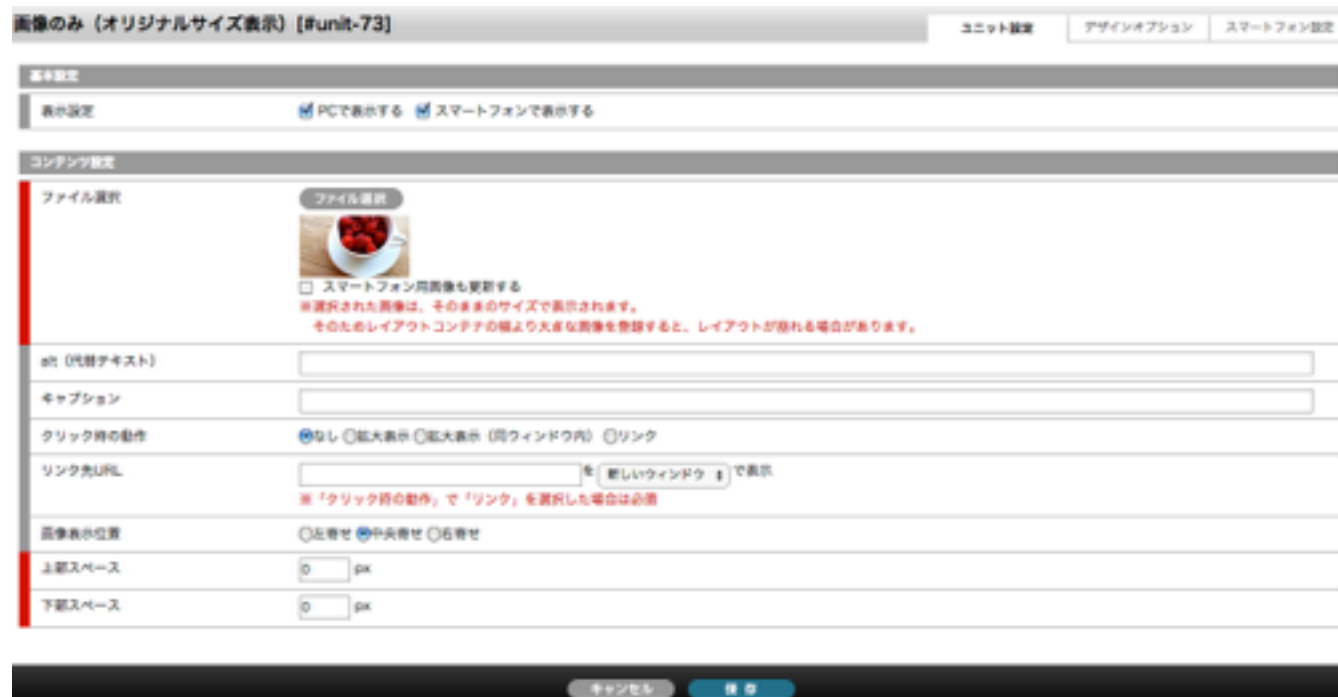 画像のみ（オリジナルサイズ表示）[#unit-73]
ユニット設定
デザインオプション
スマートフォン設定
基本設定
表示設定
PCで表示する スマートフォンで表示する
コンテンツ設定
ファイル選択
ファイル選択
スマートフォン用画像も更新する
※選択された画像は、そのままのサイズで表示されます。
そのためレイアウトコンテナの幅より大きな画像を登録すると、レイアウトが崩れる場合があります。
alt（代替テキスト）
キャプション
クリック時の動作
なし 拡大表示 拡大表示（同ウィンドウ内） リンク
リンク先URL
を 新しいウィンドウ で表示
※「クリック時の動作」で「リンク」を選択した場合は必須
画像表示位置
左寄せ 中央寄せ 右寄せ
上部スペース
0 px
下部スペース
0 px
キャンセル
保存